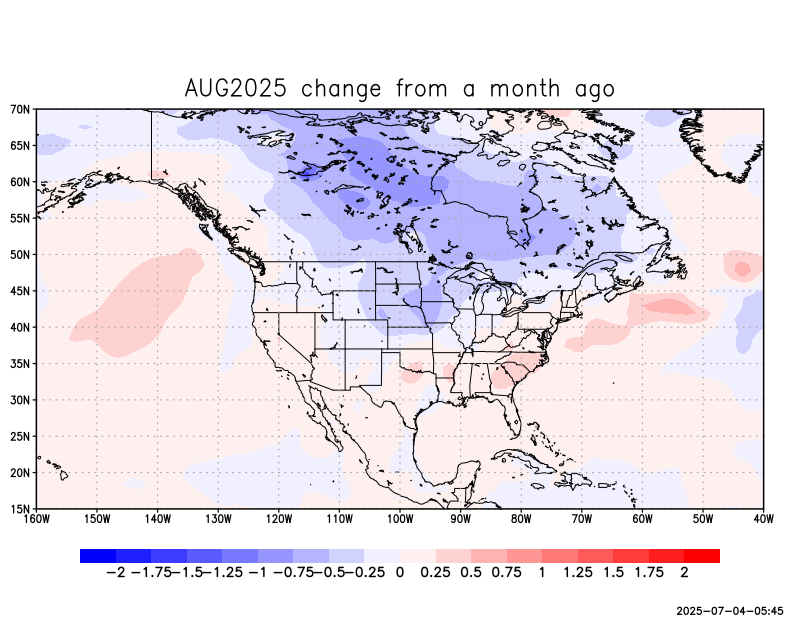 AUG2025 change from a month ago
70N
65N
60N
55N
50N
45N
40N
35N
30N
25N
20N
15N
160W 150W 140W 130W 120W 110W 100W 90W 80W 70W 60W 50W 40W
-2 -1.75 -1.5 -1.25 -1 -0.75 -0.5 -0.25 0 0.25 0.5 0.75 1 1.25 1.5 1.75 2
2025-07-04-05:45